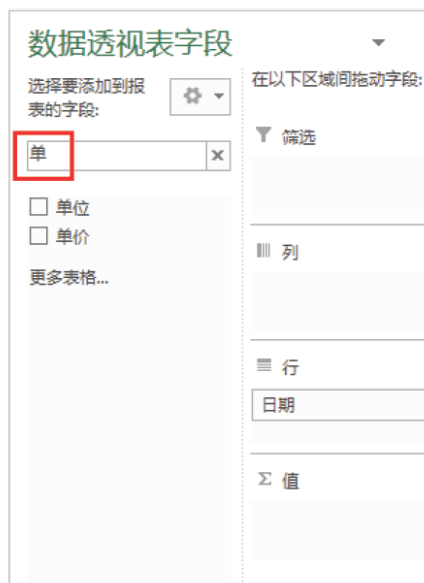 数据透视表字段
选择要添加到报
表的字段:
单
单位
单价
更多表格...
在以下区域间拖动字段:
筛选
列
行
日期
Σ 值